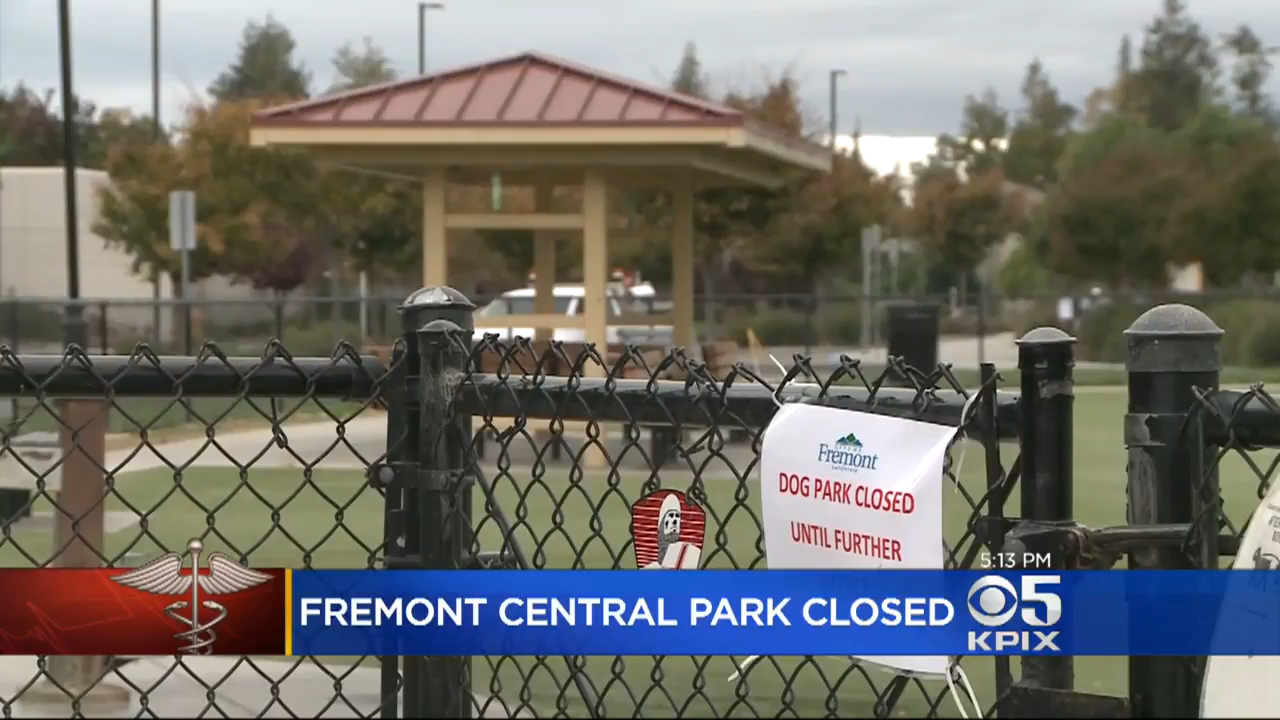 Fremont
DOG PARK CLOSED
UNTIL FURTHER
5:13 PM
FREMONT CENTRAL PARK CLOSED
5
KPIX